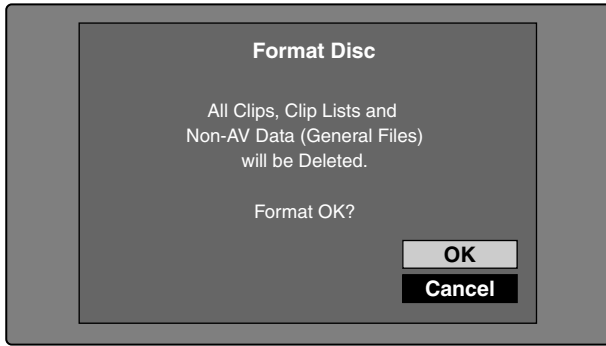 Format Disc
All Clips, Clip Lists and
Non-AV Data (General Files)
will be Deleted.
Format OK?
OK
Cancel